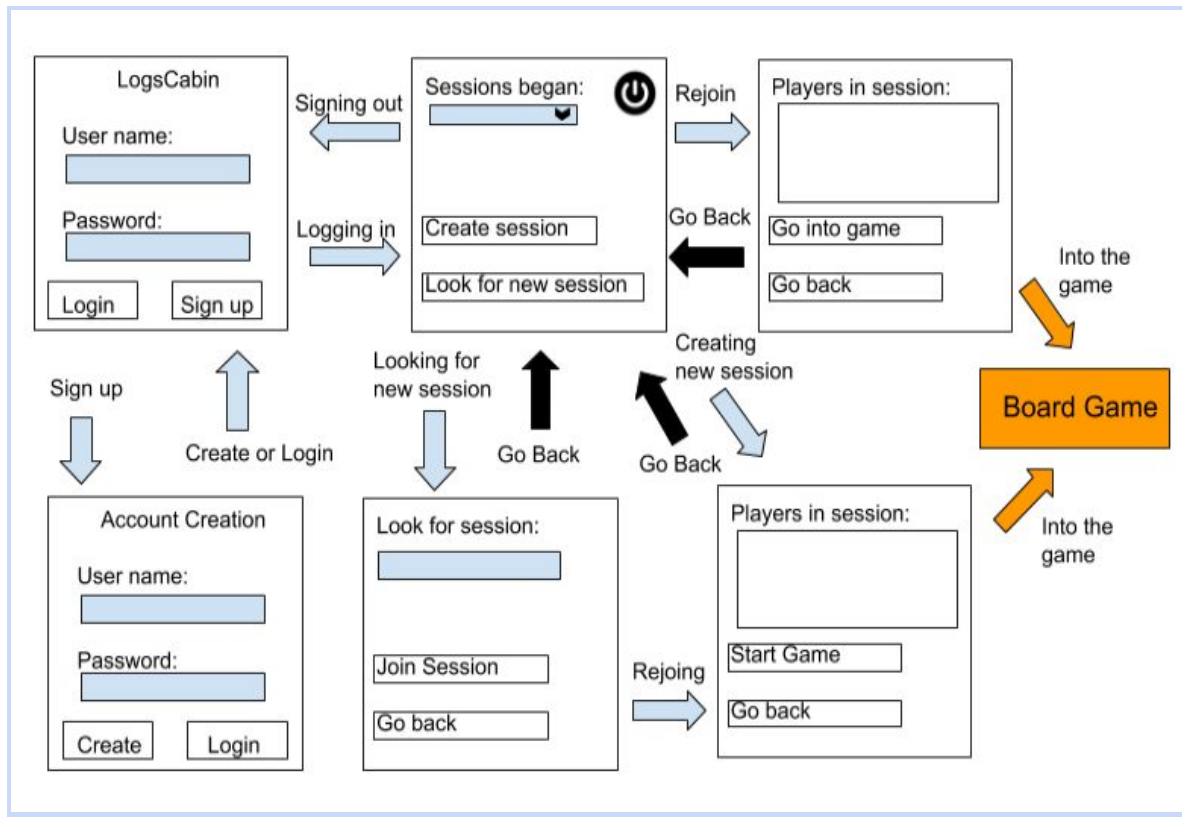 LogsCabin
User name:
Password:
Login
Sign up
Signing out
Logging in
Sessions began:
Create session
Look for new session
Rejoin
Go Back
Players in session:
Go into game
Go back
Into the
game
Sign up
Create or Login
Looking for
new session
Go Back
Creating
new session
Go Back
Board Game
Into the
game
Account Creation
User name:
Password:
Create
Login
Look for session:
Join Session
Go back
Rejoing
Players in session:
Start Game
Go back